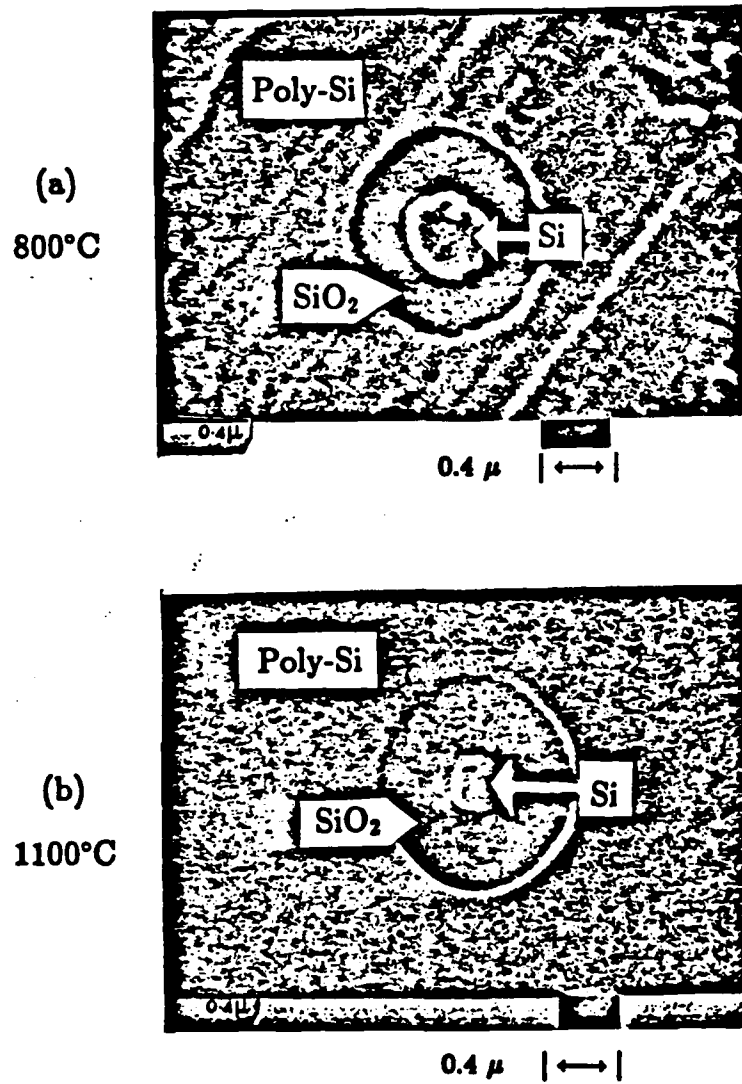 Poly-Si
(a)
800°C
Si
SiO₂
0.4μ
0.4 μ
Poly-Si
(b)
1100°C
Si
SiO₂
0.4μ
0.4 μ